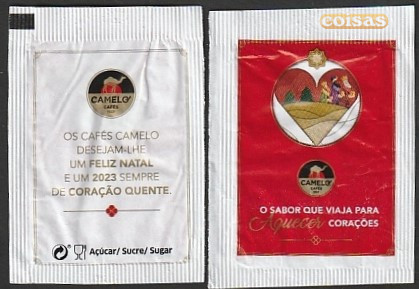 CAMELO
CAFÉS
OS CAFÉS CAMELO
DESEJAM-LHE
UM FELIZ NATAL
E UM 2023 SEMPRE
DE CORAÇÃO QUENTE.
Açúcar/ Sucre/ Sugar
coisas
CAMELO
CAFÉS
O SABOR QUE VIAJA PARA
Aquecer CORAÇÕES